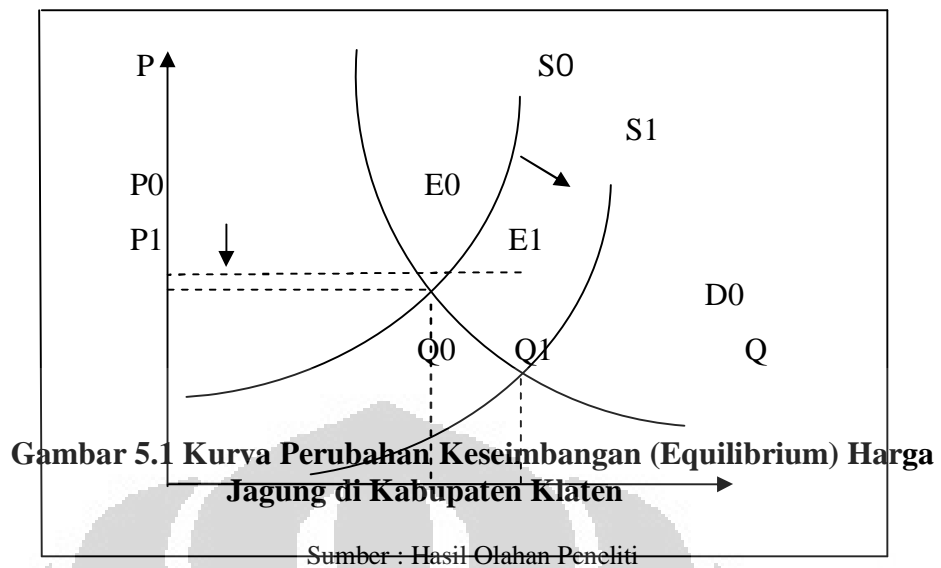 P
S0
S1
P0
E0
P1
E1
D0
Q0
Q1
Q
Gambar 5.1 Kurva Perubahan Keseimbangan (Equilibrium) Harga
Jagung di Kabupaten Klaten
Sumber : Hasil Olahan Peneliti